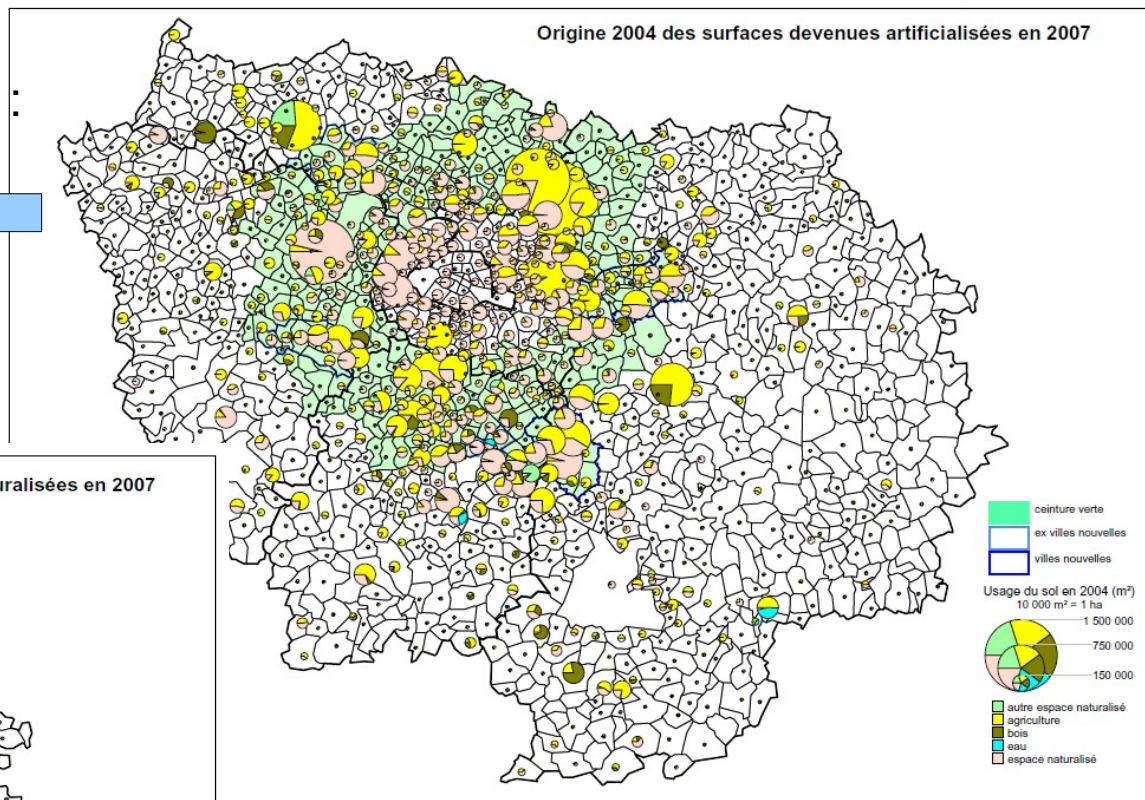 Origine 2004 des surfaces devenues artificialisées en 2007
:
:
uralisées en 2007
ceinture verte
ex villes nouvelles
villes nouvelles
Usage du sol en 2004 (m²)
10 000 m² = 1 ha
1 500 000
750 000
150 000
autre espace naturalisé
agriculture
bois
eau
espace naturalisé